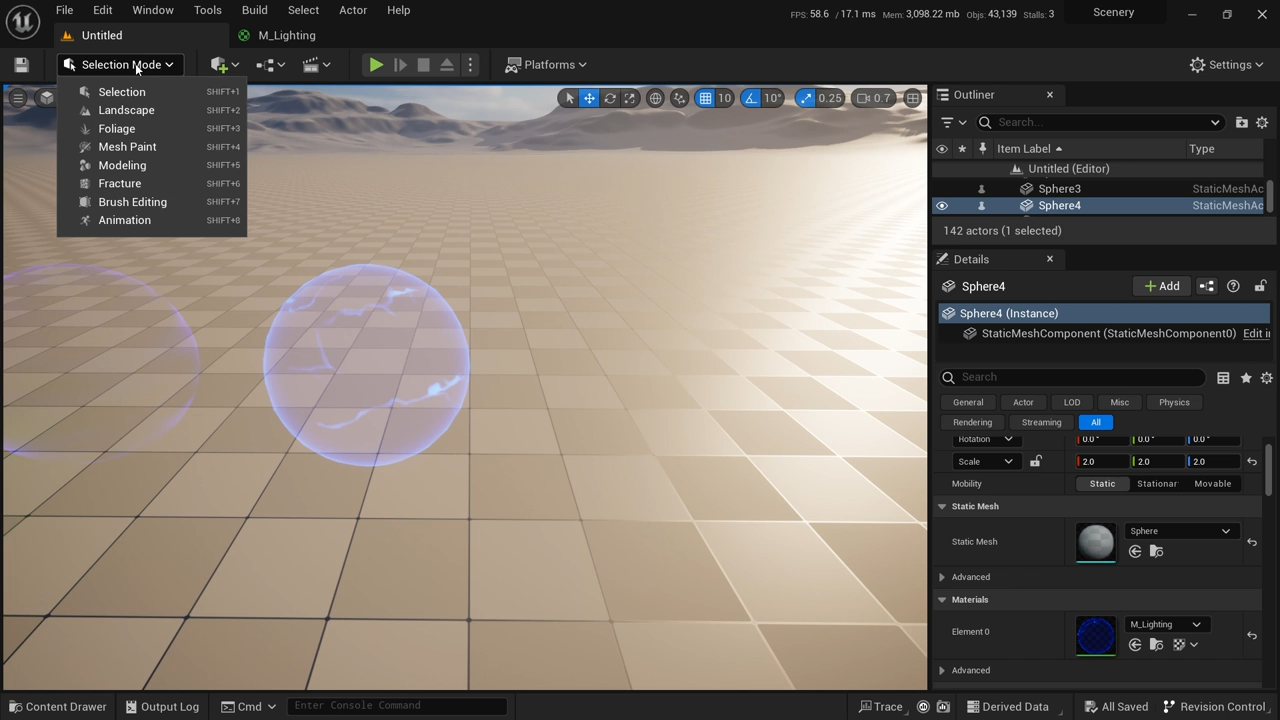 File Edit Window Tools Build Select Actor Help
FPS: 58.6 / 17.1 ms Mem: 3,098.22 mb Objs: 43,139 Stalls: 3
Scenery
Untitled
M_Lighting
Selection Mode
Platforms
Settings
Selection SHIFT+1
Landscape SHIFT+2
Foliage SHIFT+3
Mesh Paint SHIFT+4
Modeling SHIFT+5
Fracture SHIFT+6
Brush Editing SHIFT+7
Animation SHIFT+8
10 10° 0.25 0.7
Outliner
Search...
Item Label Type
Untitled (Editor)
Sphere3 StaticMeshAc
Sphere4 StaticMeshAc
142 actors (1 selected)
Details
Sphere4
Add
Sphere4 (Instance)
StaticMeshComponent (StaticMeshComponent0) Edit i
Search
General Actor LOD Misc Physics
Rendering Streaming All
Rotation 0.0° 0.0° 0.0°
Scale 2.0 2.0 2.0
Mobility Static Stationar Movable
Static Mesh
Static Mesh Sphere
Advanced
Materials
Element 0 M_Lighting
Advanced
Content Drawer Output Log Cmd Enter Console Command Trace Derived Data All Saved Revision Control